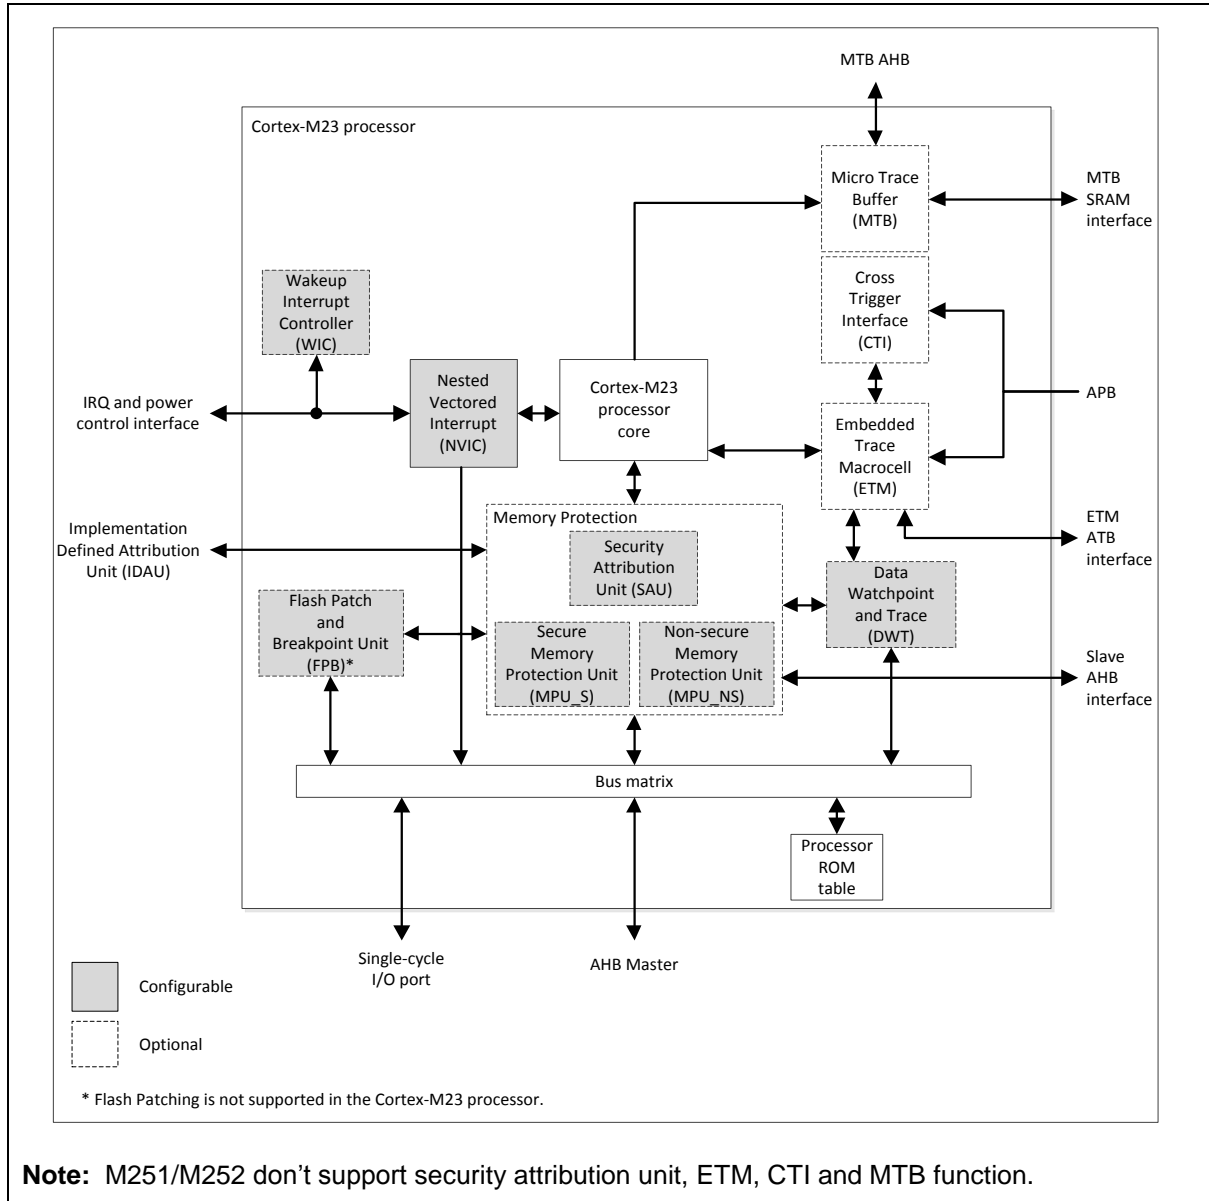 MTB AHB
Cortex-M23 processor
Micro Trace
Buffer
(MTB)
MTB
SRAM
interface
Wakeup
Interrupt
Controller
(WIC)
Cross
Trigger
Interface
(CTI)
IRQ and power
control interface
Nested
Vectored
Interrupt
(NVIC)
Cortex-M23
processor
core
APB
Embedded
Trace
Macrocell
(ETM)
Implementation
Defined Attribution
Unit (IDAU)
Memory Protection
Security
Attribution
Unit (SAU)
ETM
ATB
interface
Data
Watchpoint
and Trace
(DWT)
Flash Patch
and
Breakpoint Unit
(FPB)*
Secure
Memory
Protection Unit
(MPU_S)
Non-secure
Memory
Protection Unit
(MPU_NS)
Slave
AHB
interface
Bus matrix
Processor
ROM
table
Single-cycle
I/O port
AHB Master
Configurable
Optional
* Flash Patching is not supported in the Cortex-M23 processor.
Note: M251/M252 don’t support security attribution unit, ETM, CTI and MTB function.